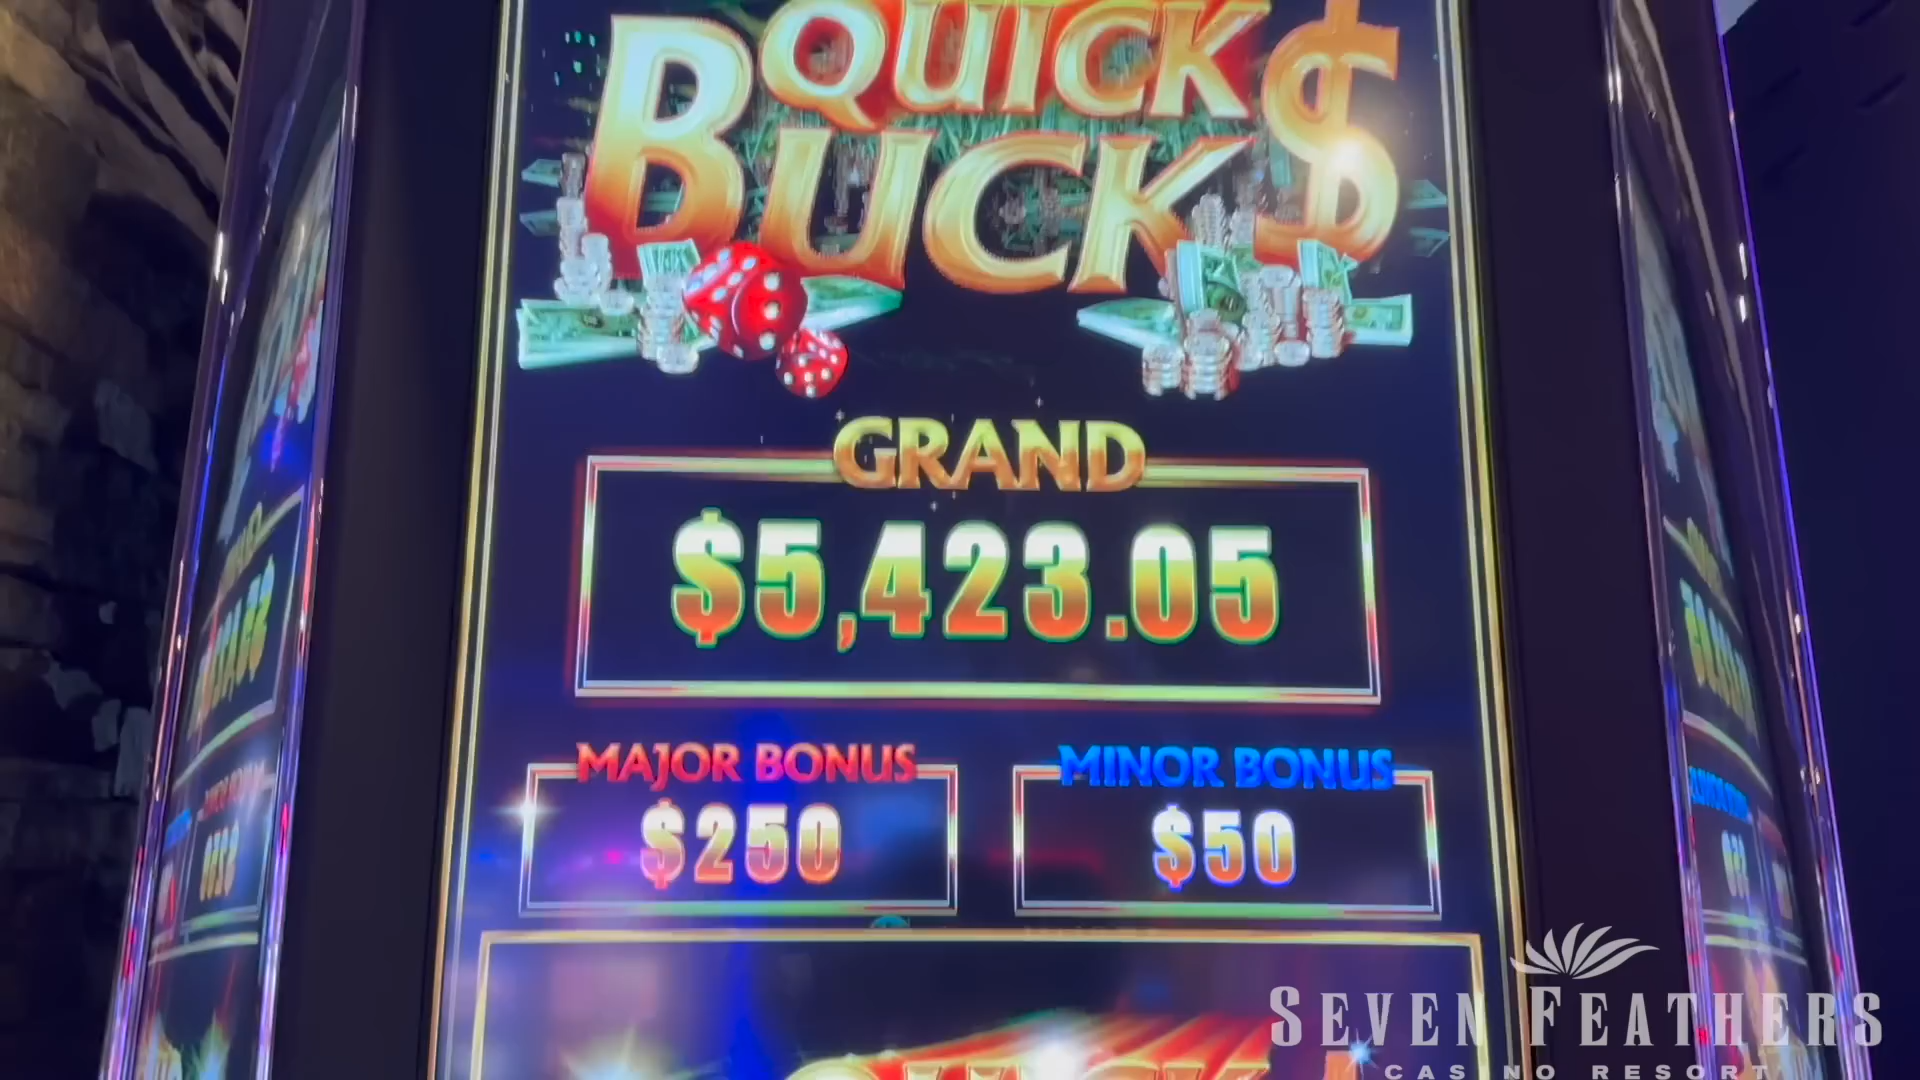 QUICK
BUCK$
GRAND
$5,423.05
MAJOR BONUS
MINOR BONUS
$250
$50
SEVEN FEATHERS
CASINO RESORT